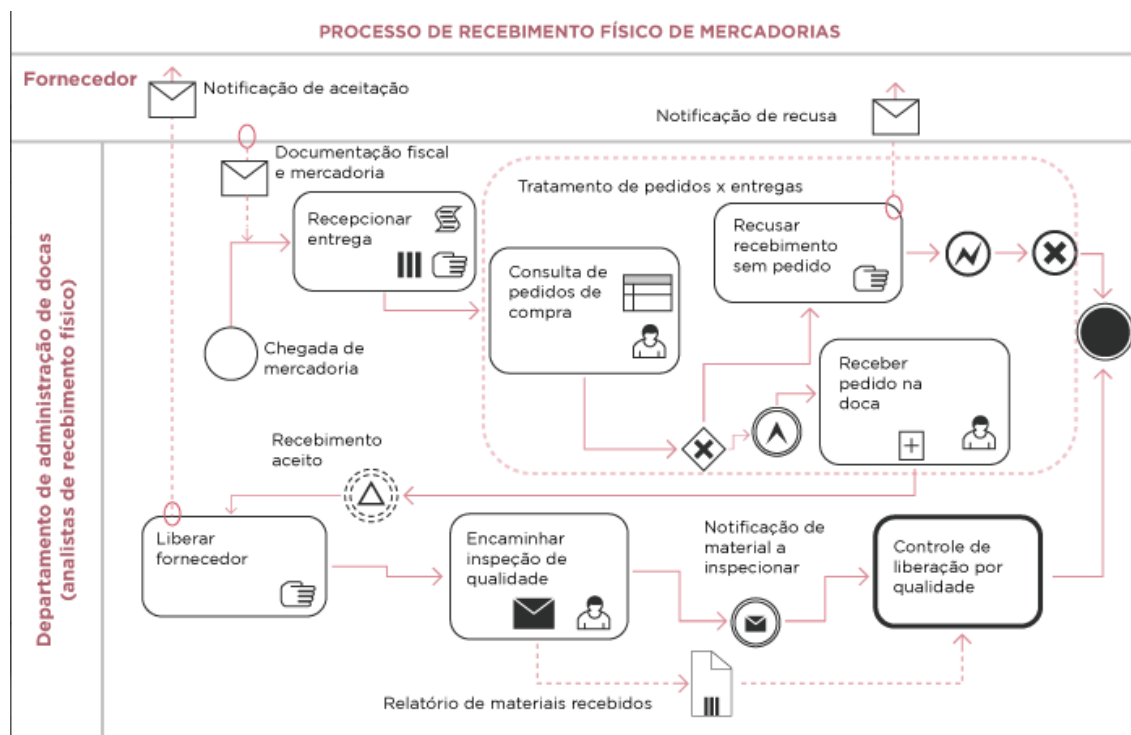 PROCESSO DE RECEBIMENTO FÍSICO DE MERCADORIAS
Fornecedor
Notificação de aceitação
Notificação de recusa
Departamento de administração de docas
(analistas de recebimento físico)
Documentação fiscal
e mercadoria
Tratamento de pedidos x entregas
Recepcionar
entrega
Recusar
recebimento
sem pedido
Consulta de
pedidos de
compra
Chegada de
mercadoria
Receber
pedido na
doca
Recebimento
aceito
Liberar
fornecedor
Encaminhar
inspeção de
qualidade
Notificação de
material a
inspecionar
Controle de
liberação por
qualidade
Relatório de materiais recebidos